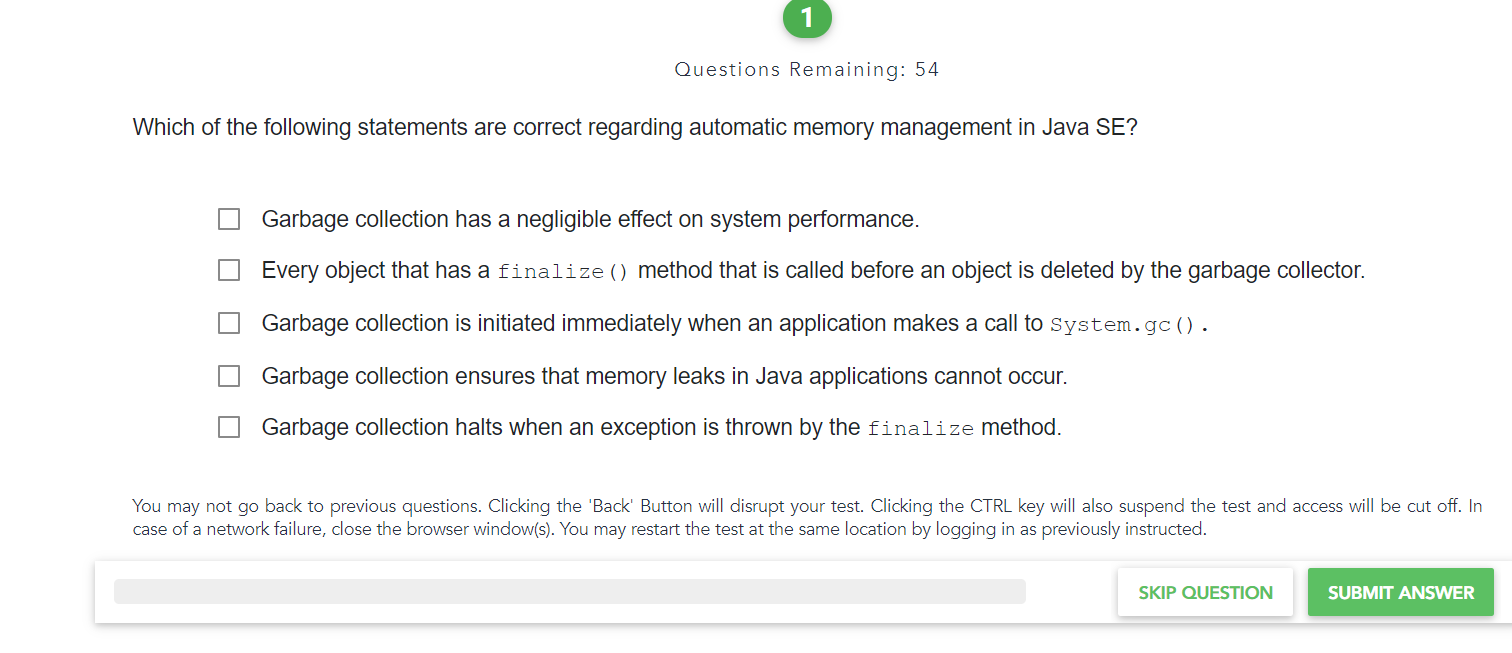 1
Questions Remaining: 54
Which of the following statements are correct regarding automatic memory management in Java SE?
Garbage collection has a negligible effect on system performance.
Every object that has a finalize() method that is called before an object is deleted by the garbage collector.
Garbage collection is initiated immediately when an application makes a call to System.gc().
Garbage collection ensures that memory leaks in Java applications cannot occur.
Garbage collection halts when an exception is thrown by the finalize method.
You may not go back to previous questions. Clicking the 'Back' Button will disrupt your test. Clicking the CTRL key will also suspend the test and access will be cut off. In
case of a network failure, close the browser window(s). You may restart the test at the same location by logging in as previously instructed.
SKIP QUESTION
SUBMIT ANSWER